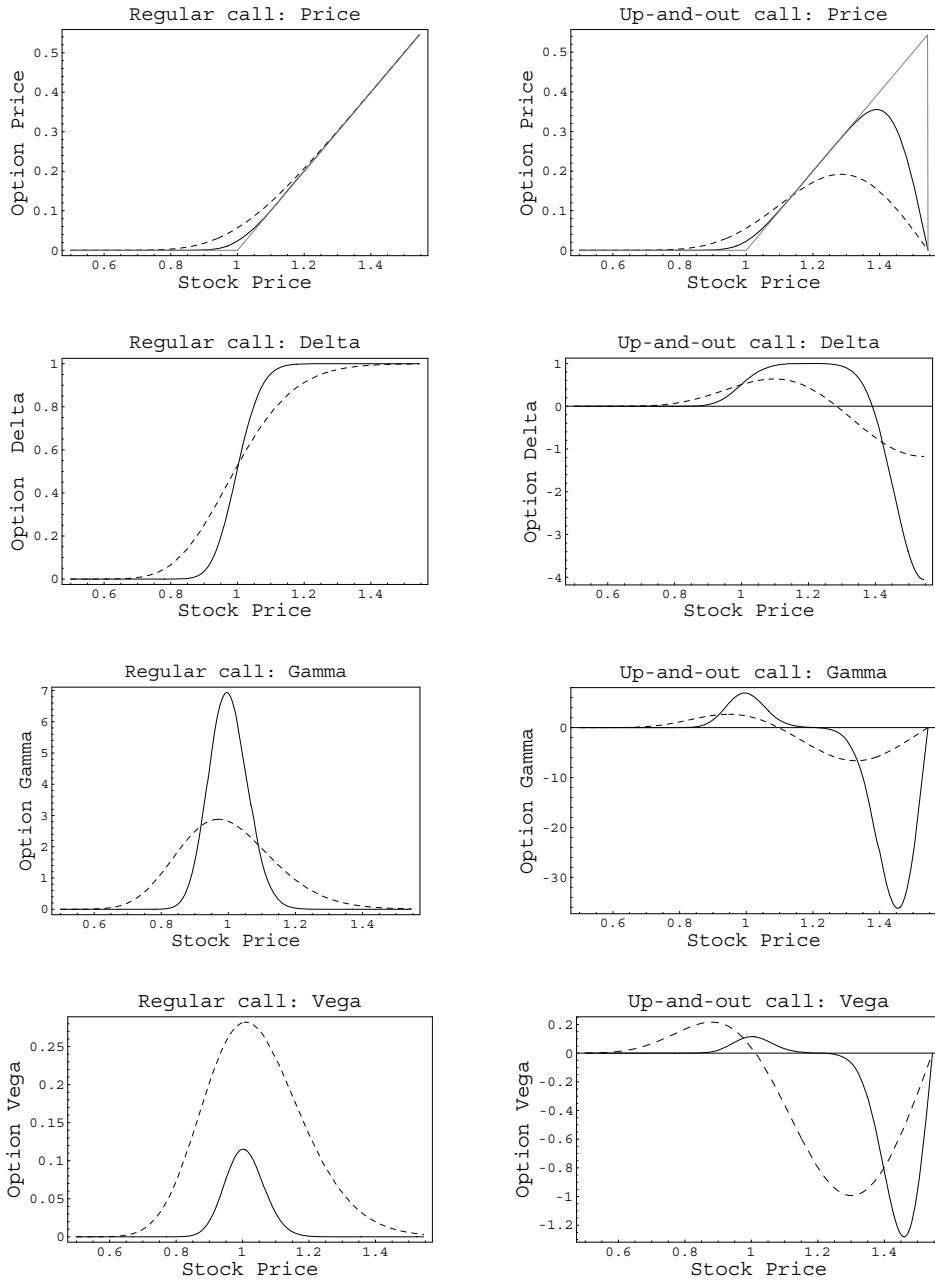 Regular call: Price
Option Price
0.5
0.4
0.3
0.2
0.1
0
0.6 0.8 1 1.2 1.4
Stock Price
Up-and-out call: Price
Option Price
0.5
0.4
0.3
0.2
0.1
0
0.6 0.8 1 1.2 1.4
Stock Price
Regular call: Delta
Option Delta
1
0.8
0.6
0.4
0.2
0
0.6 0.8 1 1.2 1.4
Stock Price
Up-and-out call: Delta
Option Delta
1
0
-1
-2
-3
-4
0.6 0.8 1 1.2 1.4
Stock Price
Regular call: Gamma
Option Gamma
7
6
5
4
3
2
1
0
0.6 0.8 1 1.2 1.4
Stock Price
Up-and-out call: Gamma
Option Gamma
0
-10
-20
-30
0.6 0.8 1 1.2 1.4
Stock Price
Regular call: Vega
Option Vega
0.25
0.2
0.15
0.1
0.05
0
0.6 0.8 1 1.2 1.4
Stock Price
Up-and-out call: Vega
Option Vega
0.2
0
-0.2
-0.4
-0.6
-0.8
-1
-1.2
0.6 0.8 1 1.2 1.4
Stock Price